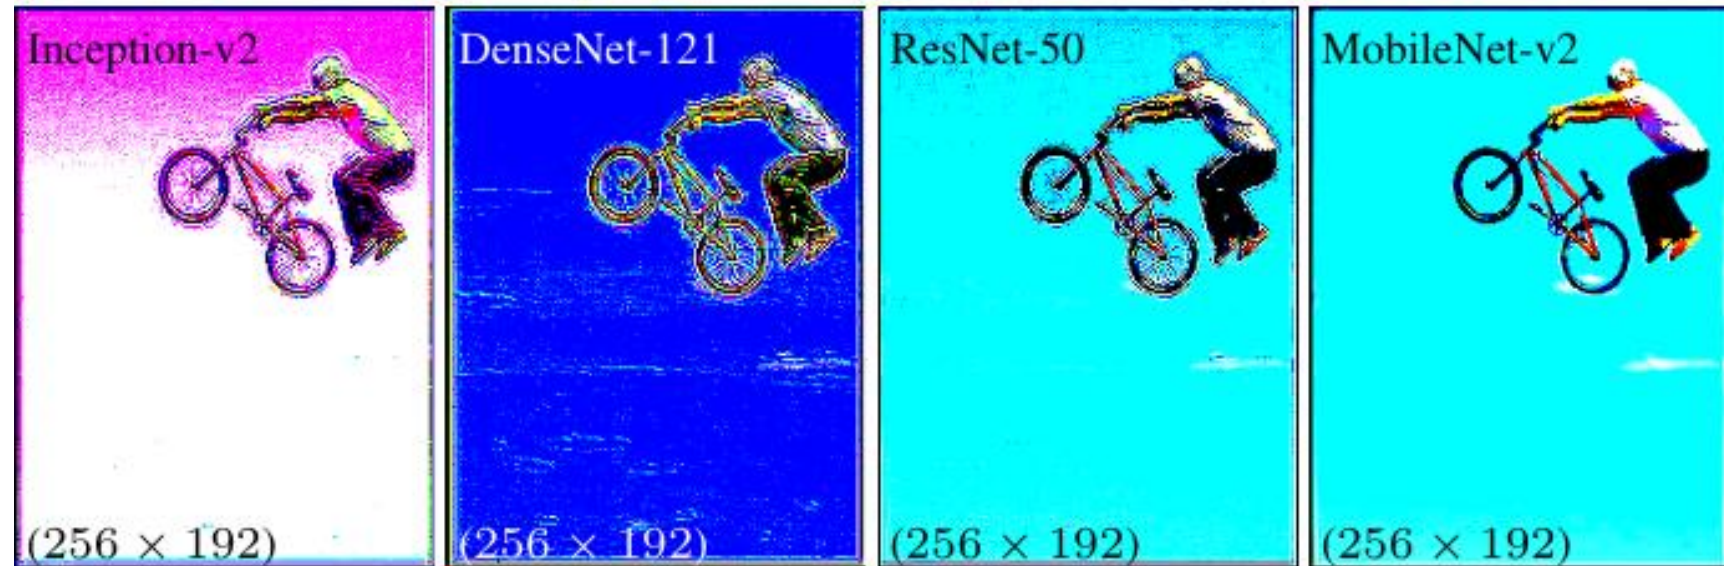 Inception-v2
DenseNet-121
ResNet-50
MobileNet-v2
(256 × 192)
(256 × 192)
(256 × 192)
(256 × 192)